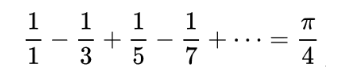 1/1 − 1/3 + 1/5 − 1/7 + ⋯ = π/4